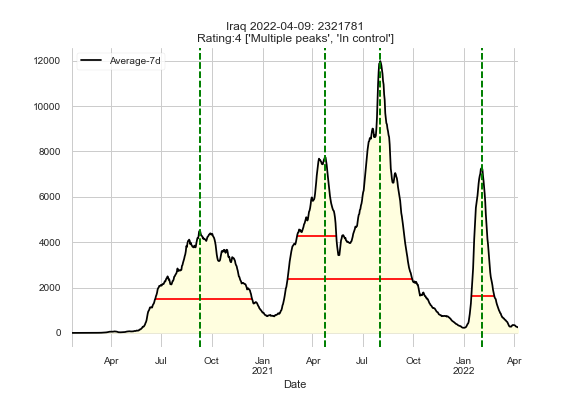 Iraq 2022-04-09: 2321781
Rating:4 ['Multiple peaks', 'In control']
Average-7d
12000
10000
8000
6000
4000
2000
0
Apr Jul Oct Jan Apr Jul Oct Jan Apr
2021 2022
Date